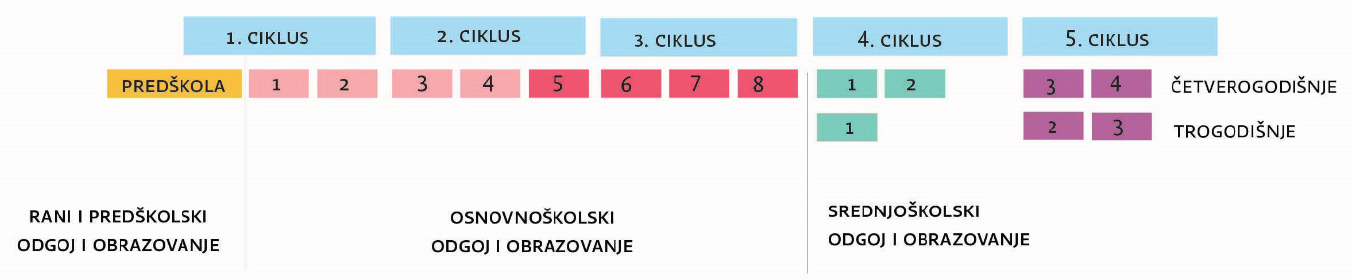 1. CIKLUS 2. CIKLUS 3. CIKLUS 4. CIKLUS 5. CIKLUS
PREDŠKOLA 1 2 3 4 5 6 7 8 1 2 3 4 ČETVEROGODIŠNJE
1 2 3 TROGODIŠNJE
RANI I PREDŠKOLSKI
ODGOJ I OBRAZOVANJE
OSNOVNOŠKOLSKI
ODGOJ I OBRAZOVANJE
SREDNJOŠKOLSKI
ODGOJ I OBRAZOVANJE